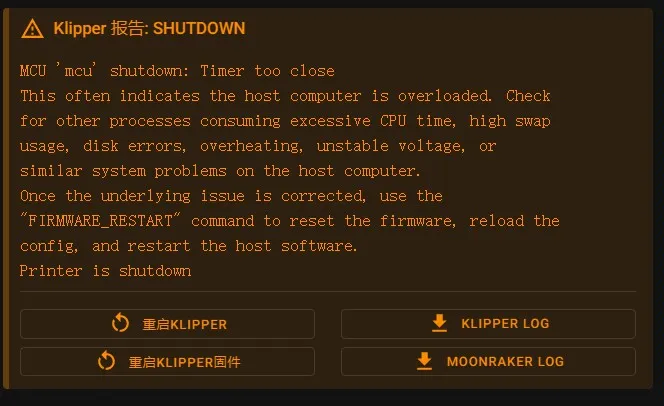 Klipper 报告: SHUTDOWN
MCU 'mcu' shutdown: Timer too close
This often indicates the host computer is overloaded. Check
for other processes consuming excessive CPU time, high swap
usage, disk errors, overheating, unstable voltage, or
similar system problems on the host computer.
Once the underlying issue is corrected, use the
"FIRMWARE_RESTART" command to reset the firmware, reload the
config, and restart the host software.
Printer is shutdown
重启KLIPPER
KLIPPER LOG
重启KLIPPER固件
MOONRAKER LOG